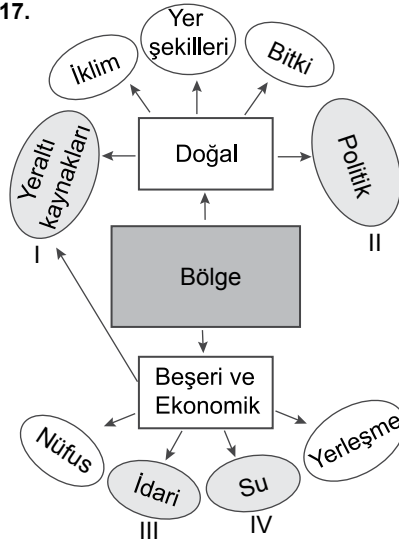 17.
Yer
şekilleri
İklim
Bitki
Yeraltı
kaynakları
I
Doğal
Politik
II
Bölge
Beşeri ve
Ekonomik
Nüfus
İdari
III
Su
IV
Yerleşme